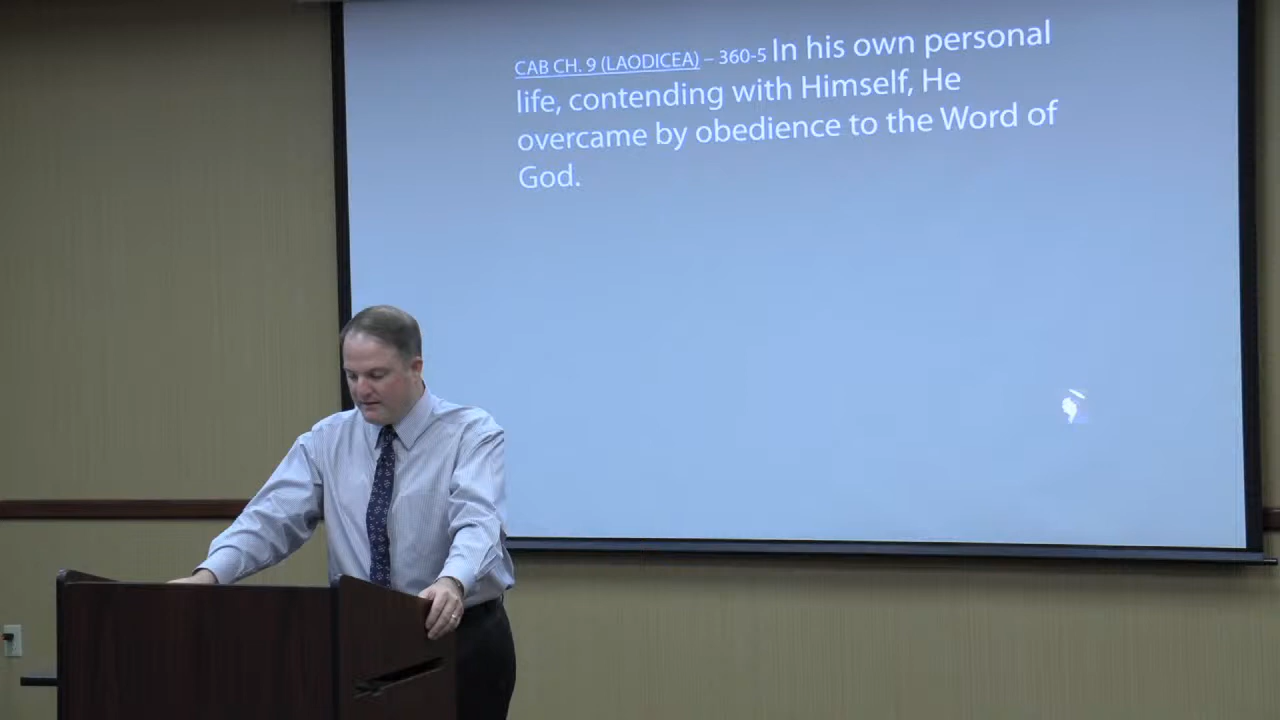 CAB CH. 9 (LAODICEA) – 360-5 In his own personal
life, contending with Himself, He
overcame by obedience to the Word of
God.